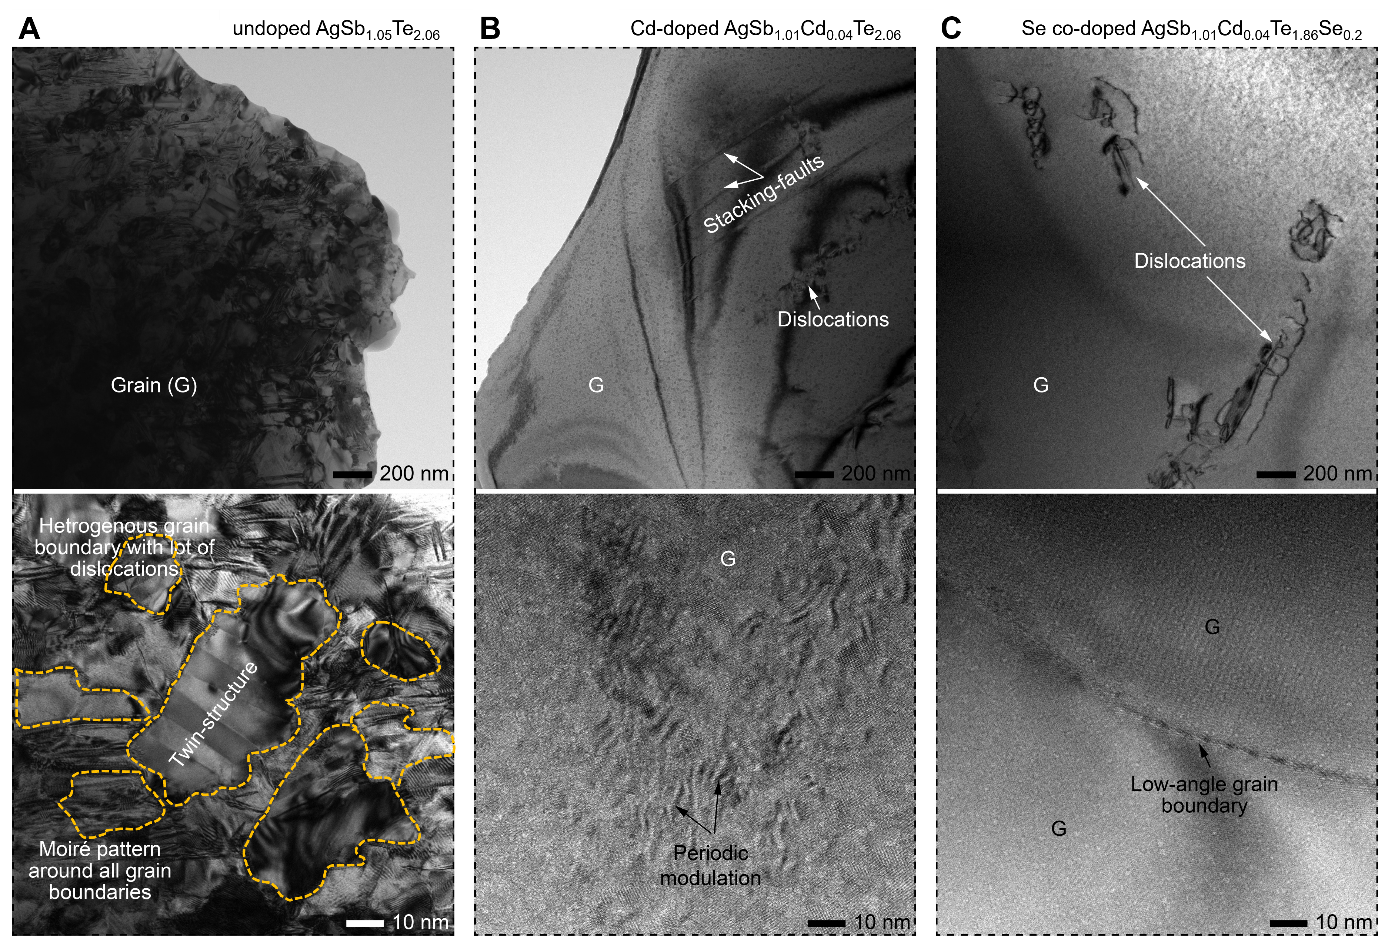 A undoped AgSb1.05Te2.06
Grain (G)
200 nm
Hetrogenous grain
boundary with lot of
dislocations
Twin-structure
Moiré pattern
around all grain
boundaries
10 nm
B Cd-doped AgSb1.01Cd0.04Te2.06
Stacking-faults
Dislocations
G
200 nm
G
Periodic
modulation
10 nm
C Se co-doped AgSb1.01Cd0.04Te1.86Se0.2
Dislocations
G
200 nm
G
Low-angle grain
boundary
G
10 nm